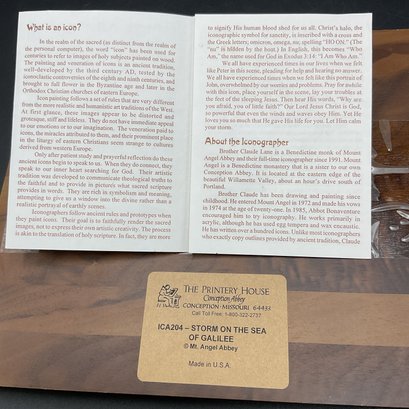 What is an icon?
In the realm of the sacred (as distinct from the realm of
the personal computer), the word "icon" has been used for
centuries to refer to images of holy subjects painted on wood.
The painting and veneration of icons is an ancient tradition,
well-developed by the third century AD, tested by the
iconoclastic controversies of the eighth and ninth centuries, and
brought to full flower in the Byzantine age and later in the
Orthodox Christian churches of eastern Europe.
Icon painting follows a set of rules that are very different
from the more realistic and humanistic art traditions of the West.
At first glance, these images appear to be distorted and
grotesque, stiff and lifeless. They do not have immediate appeal
to our emotions or to our imagination. The veneration paid to
icons, the miracles attributed to them, and their prominent place
in the liturgy of eastern Christians seem strange to cultures
derived from western Europe.
Only after patient study and prayerful reflection do these
ancient icons begin to speak to us. When they do connect, they
speak to our inner heart searching for God. Their artistic
forms were developed to communicate theological truths to the
faithful and to provide in pictures what sacred scripture
provides in words. They are rich in symbolism and meaning,
attempting to give us a window into the divine rather than a
realistic portrayal of earthly scenes.
Iconographers follow ancient rules and prototypes when
they paint icons. Their goal is to faithfully render the sacred
images, not to express their own artistic creativity. The process
is akin to the translation of holy scripture. In fact, they are more
to signify His human blood shed for us all. Christ's halo, the
iconographic symbol for sanctity, is inscribed with a cross and
the Greek letters; omicron, omega, nu; spelling "HO ON." (The
"nu" is hidden by the horn.) In English, this becomes "Who
Am," the name used for God in Exodus 3:14: "I Am Who Am."
We all have experienced times in our lives when we felt
like Peter in this scene, pleading for help and hearing no answer.
We all have experienced times when we felt like this portrait of
John, overwhelmed by our worries and problems. Pray for awhile
with this icon, place yourself in the scene, lay your troubles at
the feet of the sleeping Jesus. Then hear His words, "Why are
you afraid, you of little faith?" Our Lord Jesus Christ is God,
so powerful that even the winds and waves obey Him. Yet He
loves you so much that He gave His life for you. Let Him calm
your storm.
About the Iconographer
Brother Claude Lane is a Benedictine monk of Mount
Angel Abbey and their full-time iconographer since 1991. Mount
Angel is a Benedictine monastery that is a sister to our own
Conception Abbey. It is located at the eastern edge of the
beautiful Willamette Valley, about an hour's drive south of
Portland.
Brother Claude has been drawing and painting since
childhood. He entered Mount Angel in 1972 and made his vows
in 1974 at the age of twenty-one. In 1985, Abbot Bonaventure
encouraged him to try iconography. He works primarily in
acrylic, although he has used egg tempera and wax encaustic.
He has written over a hundred icons. Unlike most iconographers
who exactly copy outlines provided by ancient tradition, Claude
THE PRINTERY HOUSE
Conception Abbey
CONCEPTION • MISSOURI 64433
Call Toll Free: 1-800-322-2737
ICA204 – STORM ON THE SEA
OF GALILEE
© Mt. Angel Abbey
Made in U.S.A.